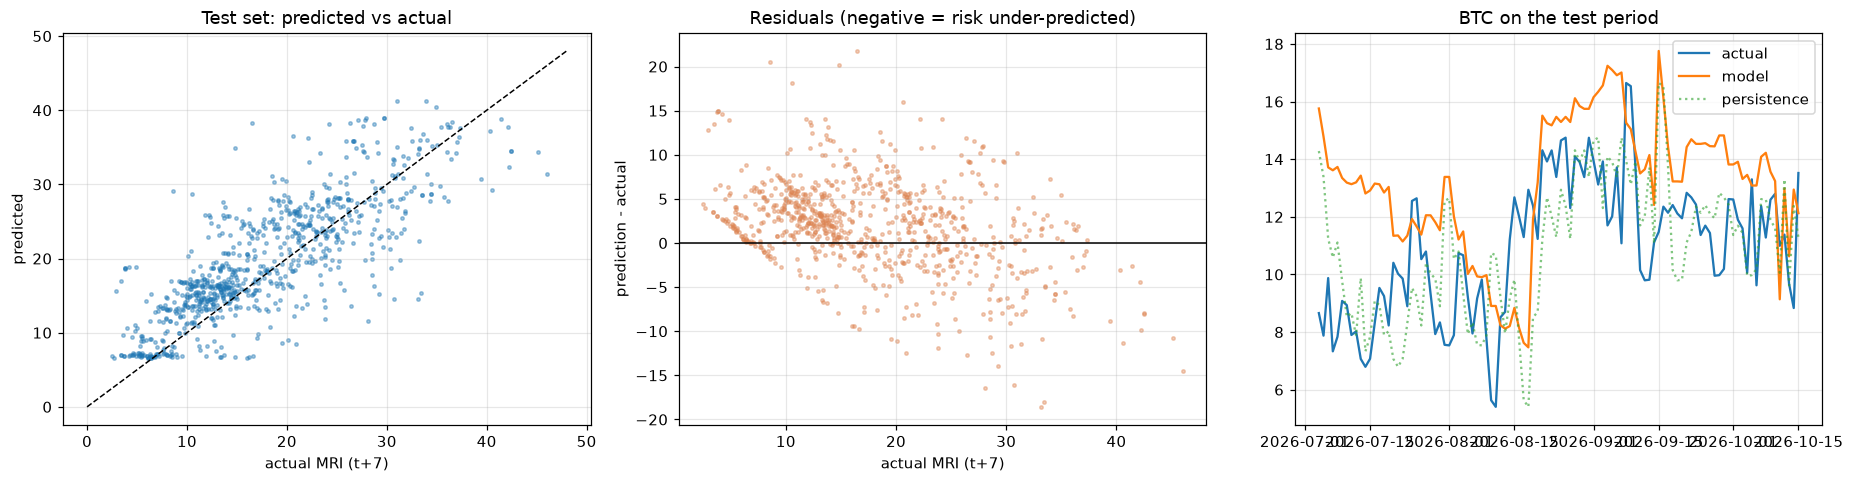 Test set: predicted vs actual
50
40
30
20
10
0
predicted
0 10 20 30 40 50
actual MRI (t+7)
Residuals (negative = risk under-predicted)
20
15
10
5
0
−5
−10
−15
−20
prediction - actual
10 20 30 40
actual MRI (t+7)
BTC on the test period
18
16
14
12
10
8
6
actual
model
persistence
2026-07-01 2026-07-15 2026-08-01 2026-08-15 2026-09-01 2026-09-15 2026-10-01 2026-10-15